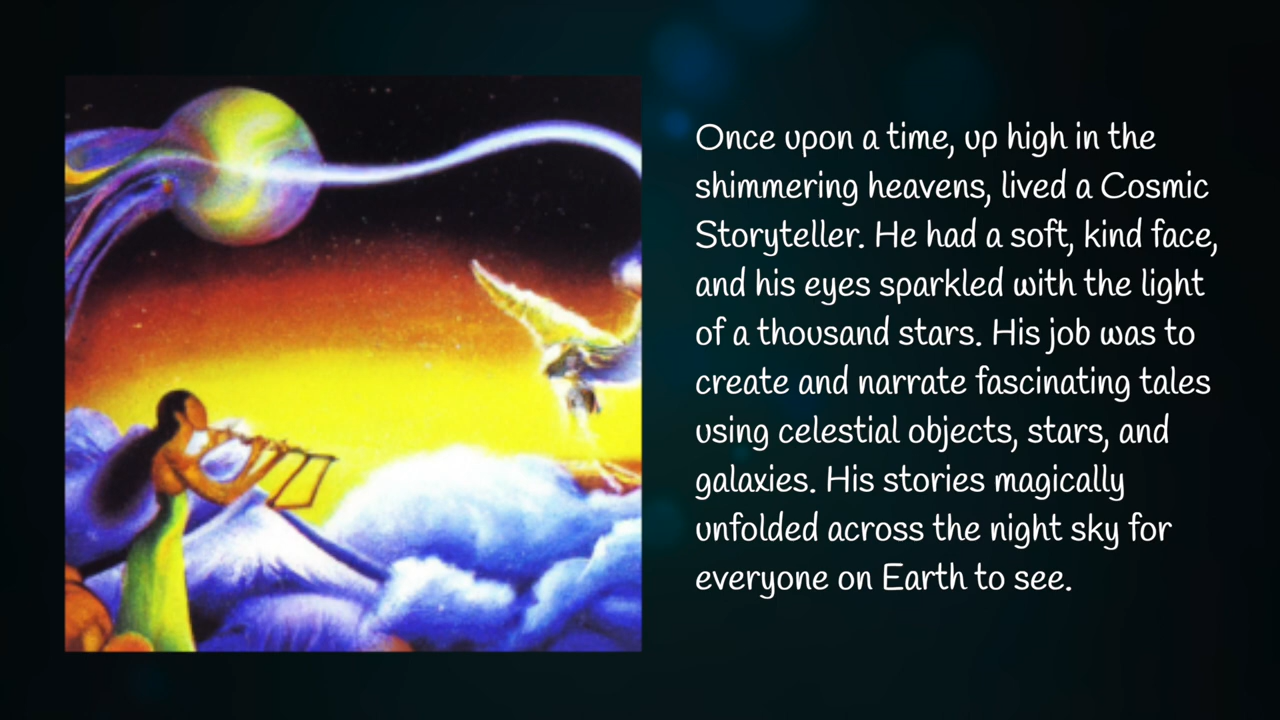 Once upon a time, up high in the
shimmering heavens, lived a Cosmic
Storyteller. He had a soft, kind face,
and his eyes sparkled with the light
of a thousand stars. His job was to
create and narrate fascinating tales
using celestial objects, stars, and
galaxies. His stories magically
unfolded across the night sky for
everyone on Earth to see.